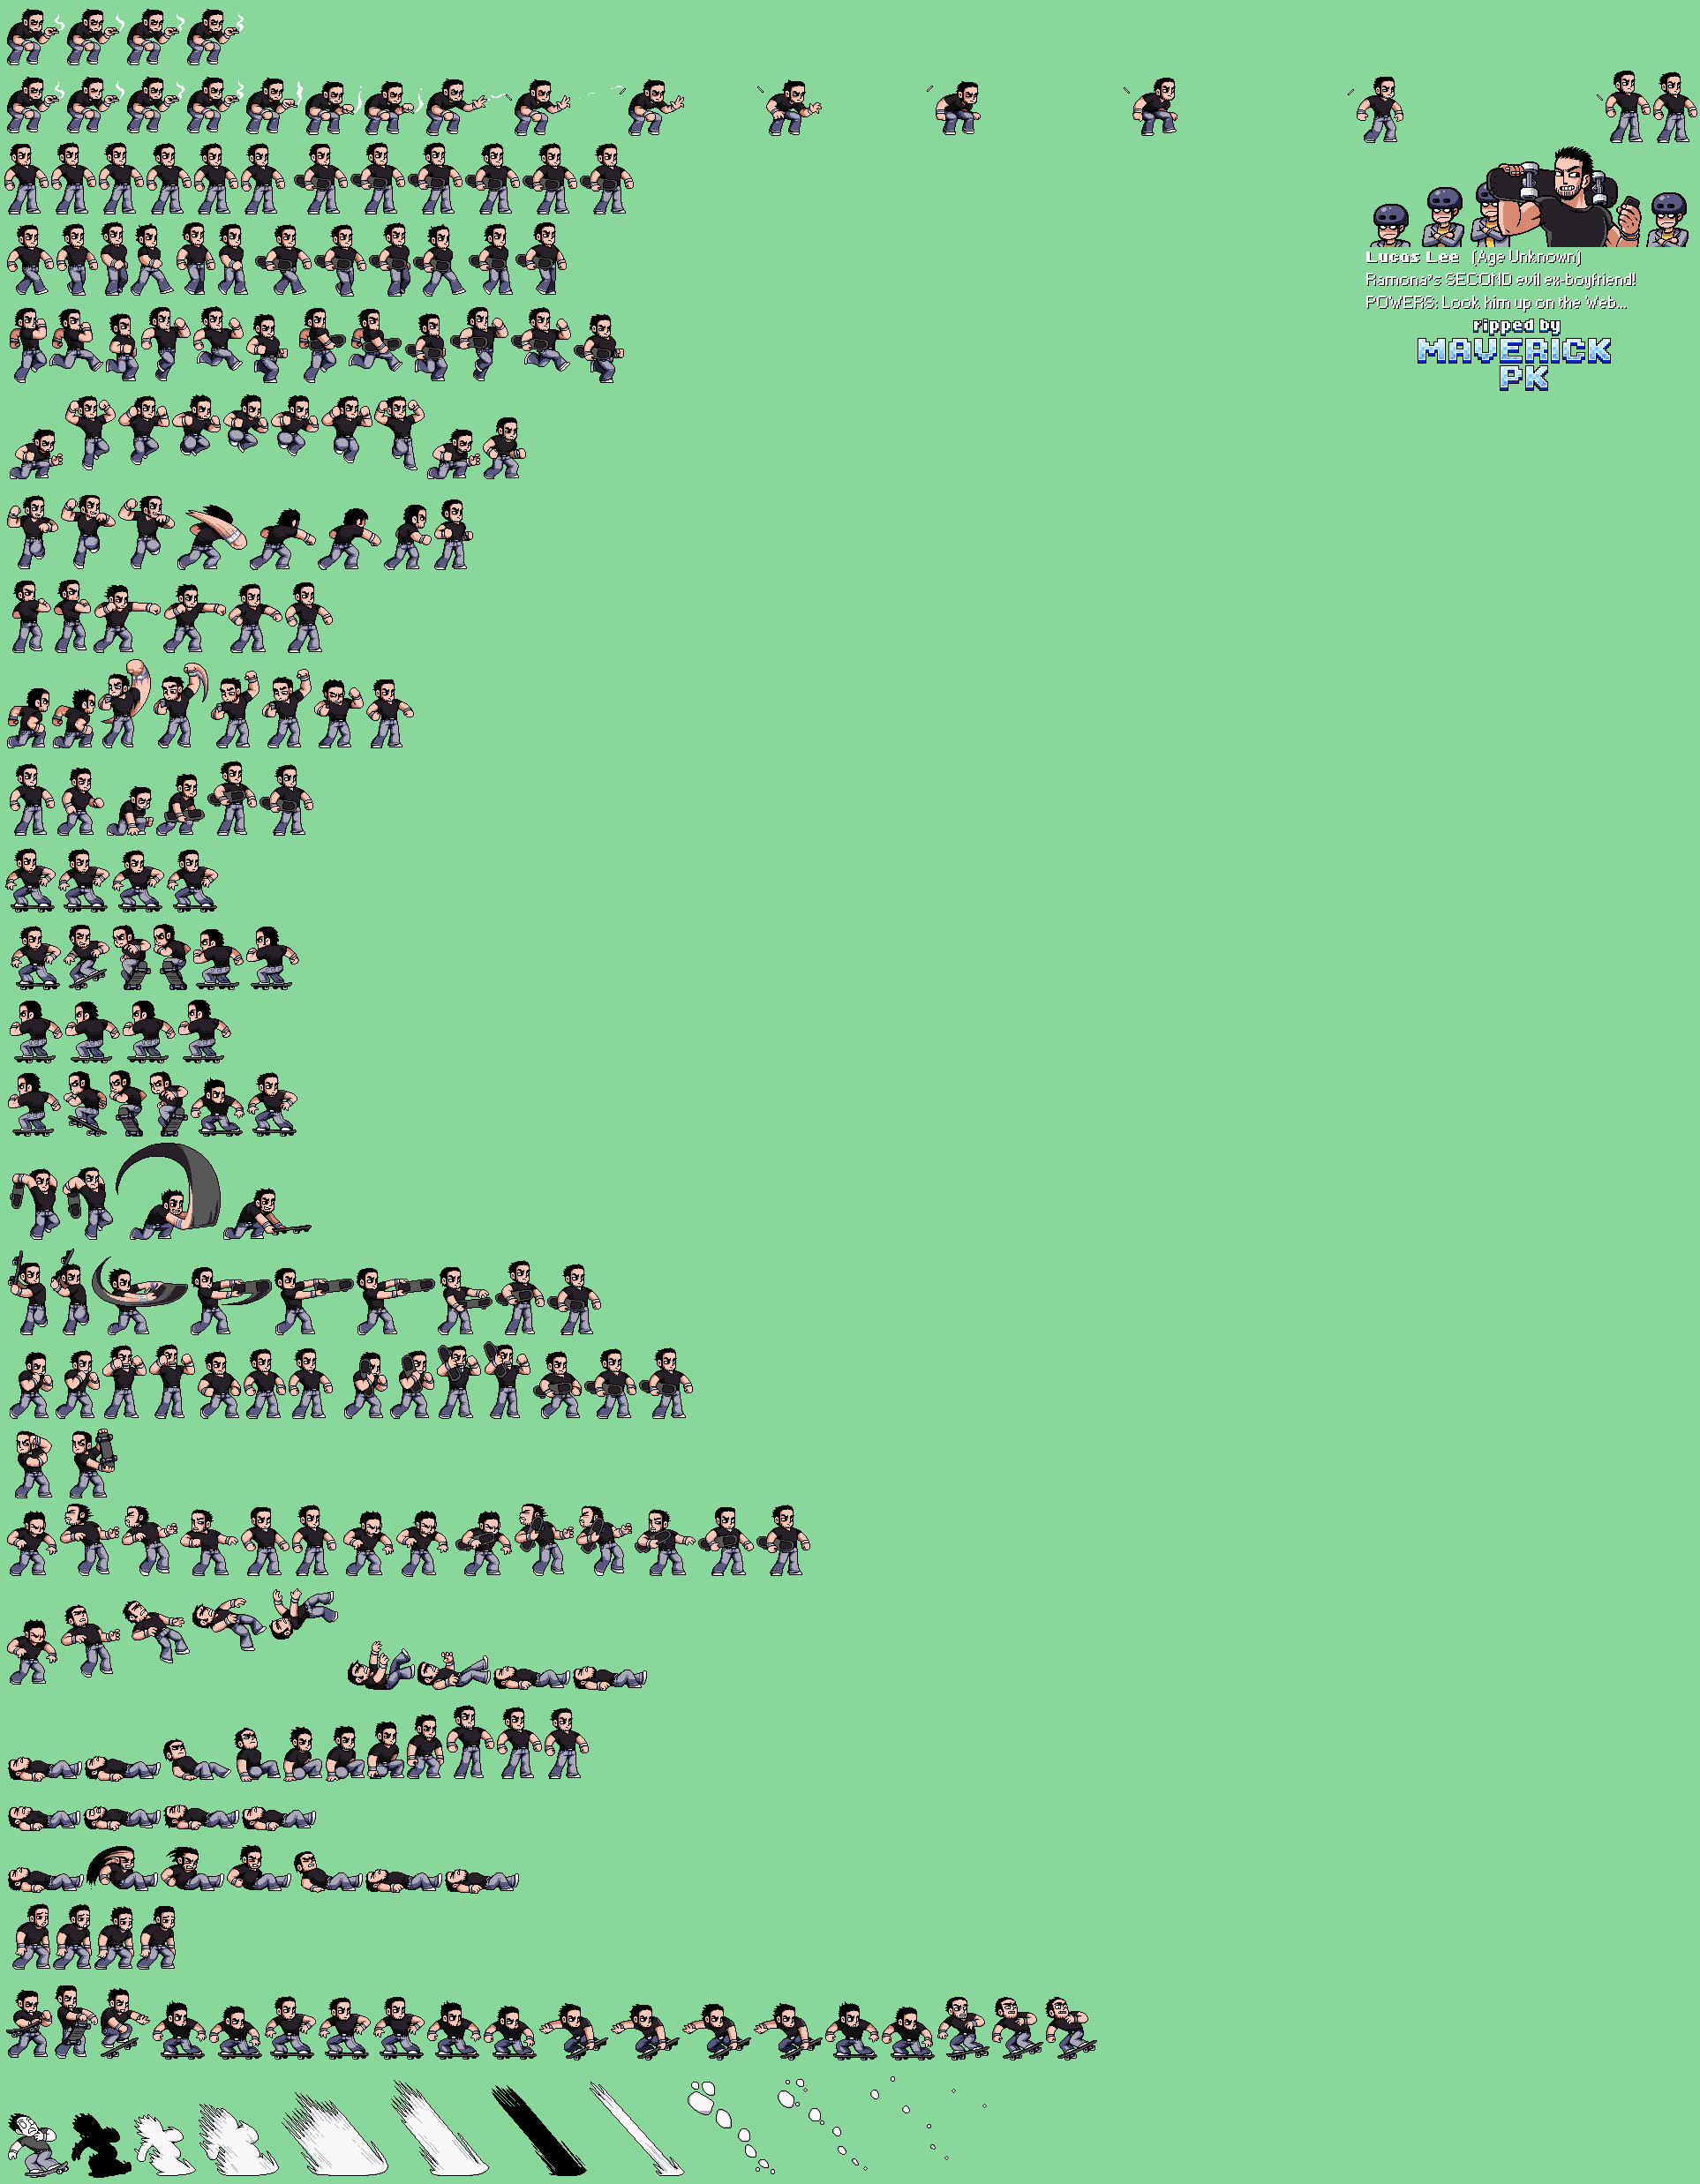 Lucas Lee (Age Unknown)
Ramona's SECOND evil ex-boyfriend!
POWERS: Look him up on the Web...
ripped by
MAVERICK
PK